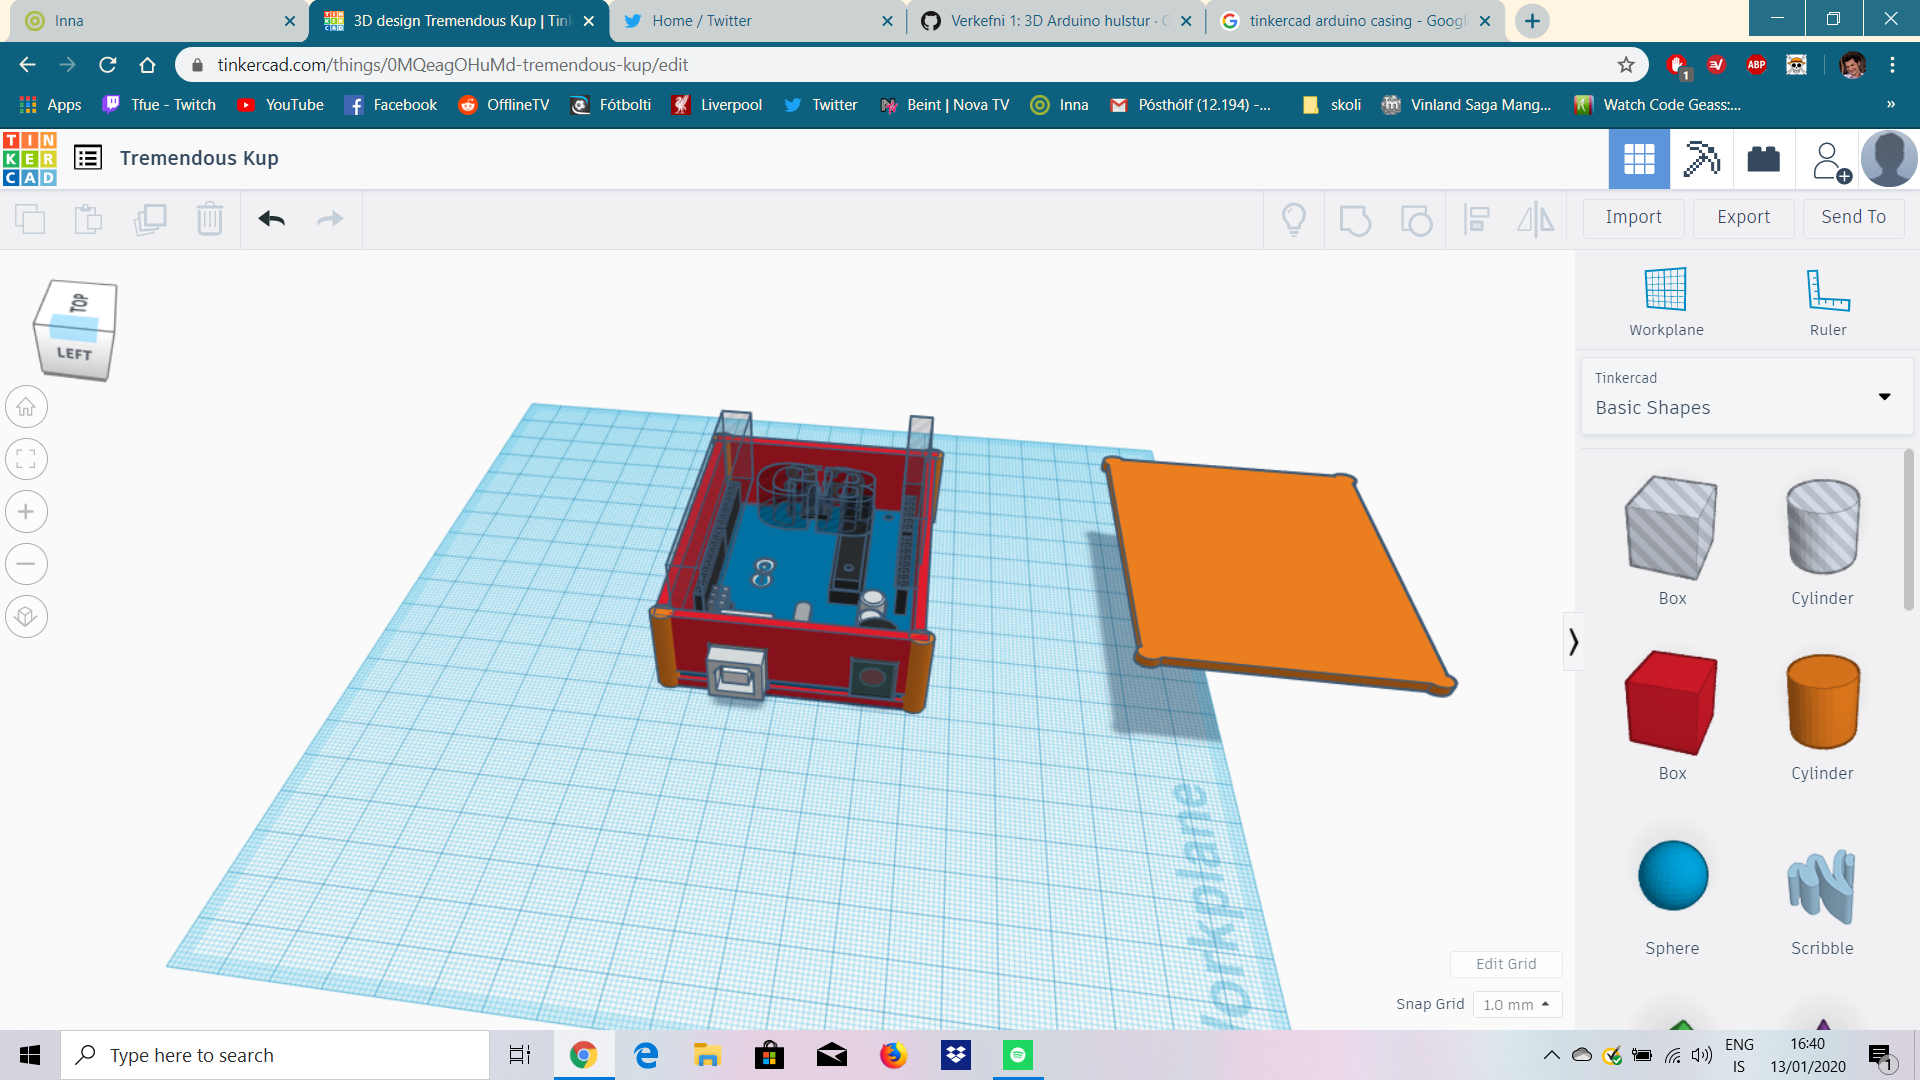 Inna
3D design Tremendous Kup | Tin
Home / Twitter
Verkefni 1: 3D Arduino hulstur · G
tinkercad arduino casing - Googl
tinkercad.com/things/0MQeagOHuMd-tremendous-kup/edit
1
ABP
Apps
Tfue - Twitch
YouTube
Facebook
OfflineTV
Fótbolti
Liverpool
Twitter
Beint | Nova TV
Inna
Pósthólf (12.194) -...
skoli
Vinland Saga Mang...
Watch Code Geass:...
»
TIN
KER
CAD
Tremendous Kup
Import
Export
Send To
TOP
LEFT
Workplane
Ruler
Tinkercad
Basic Shapes
Box
Cylinder
Box
Cylinder
Sphere
Scribble
Workplane
Edit Grid
Snap Grid
1.0 mm
Type here to search
ENG
IS
16:40
13/01/2020
1